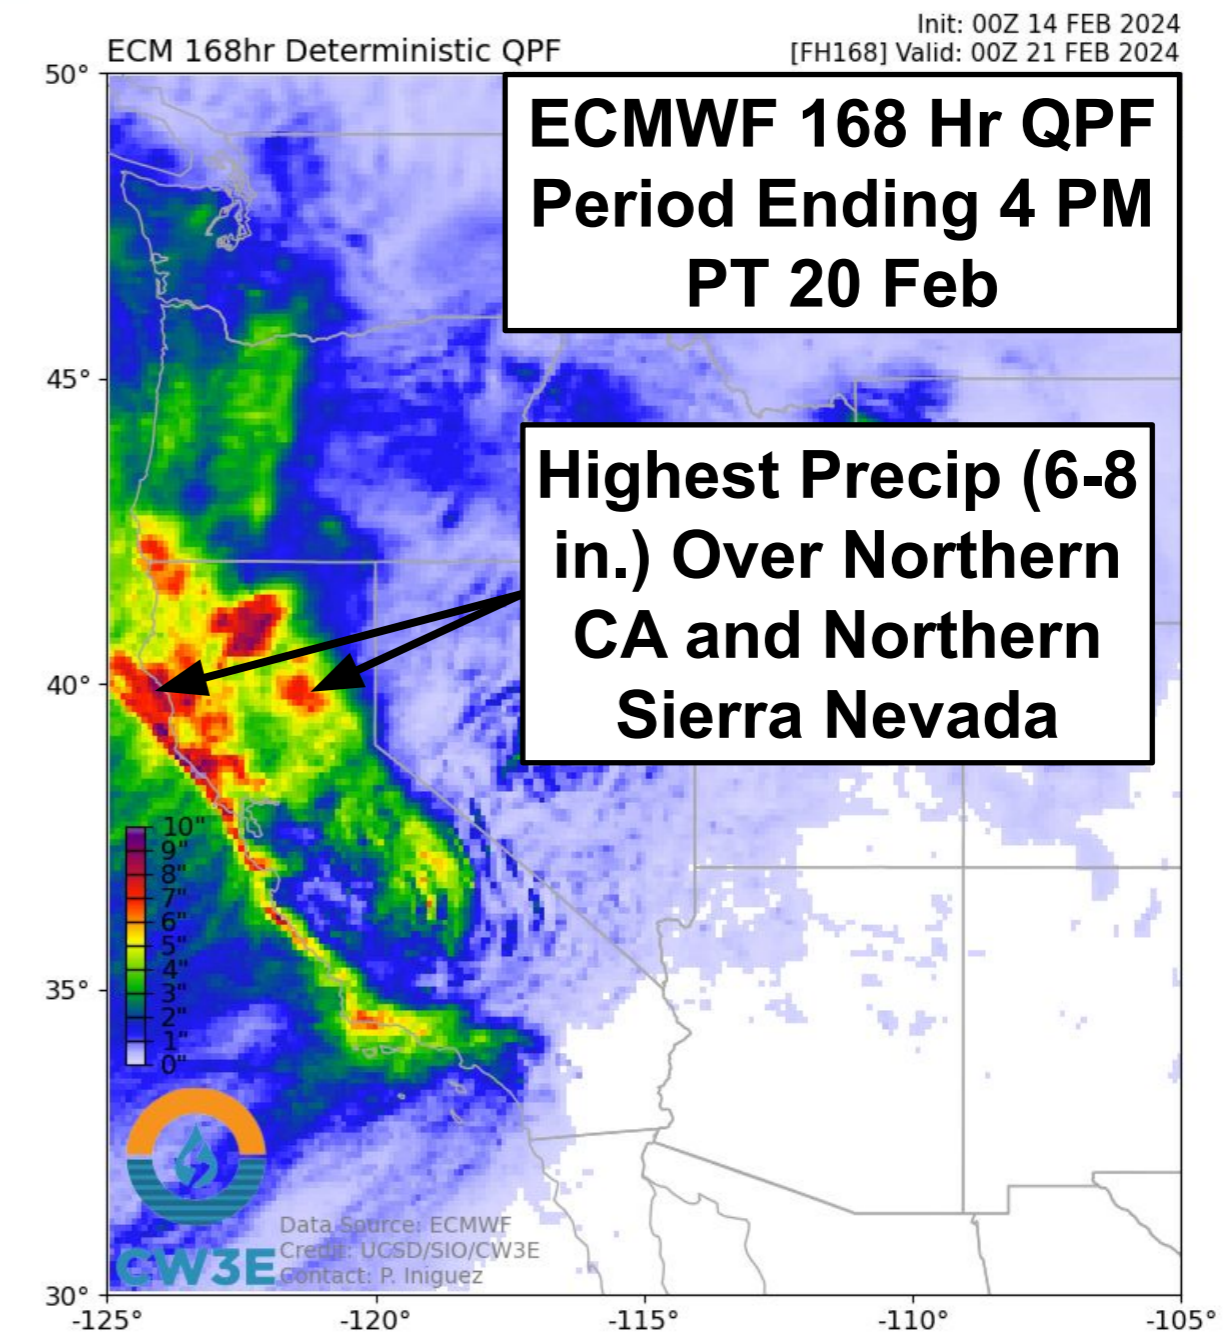 Init: 00Z 14 FEB 2024
ECM 168hr Deterministic QPF
[FH168] Valid: 00Z 21 FEB 2024
50°
ECMWF 168 Hr QPF
Period Ending 4 PM
PT 20 Feb
45°
Highest Precip (6-8
in.) Over Northern
CA and Northern
Sierra Nevada
40°
10"
9"
8"
7"
6"
5"
4"
3"
2"
1"
0"
35°
Data Source: ECMWF
CW3E
Credit: UCSD/SIO/CW3E
Contact: P. Iniguez
30°
-125°
-120°
-115°
-110°
-105°